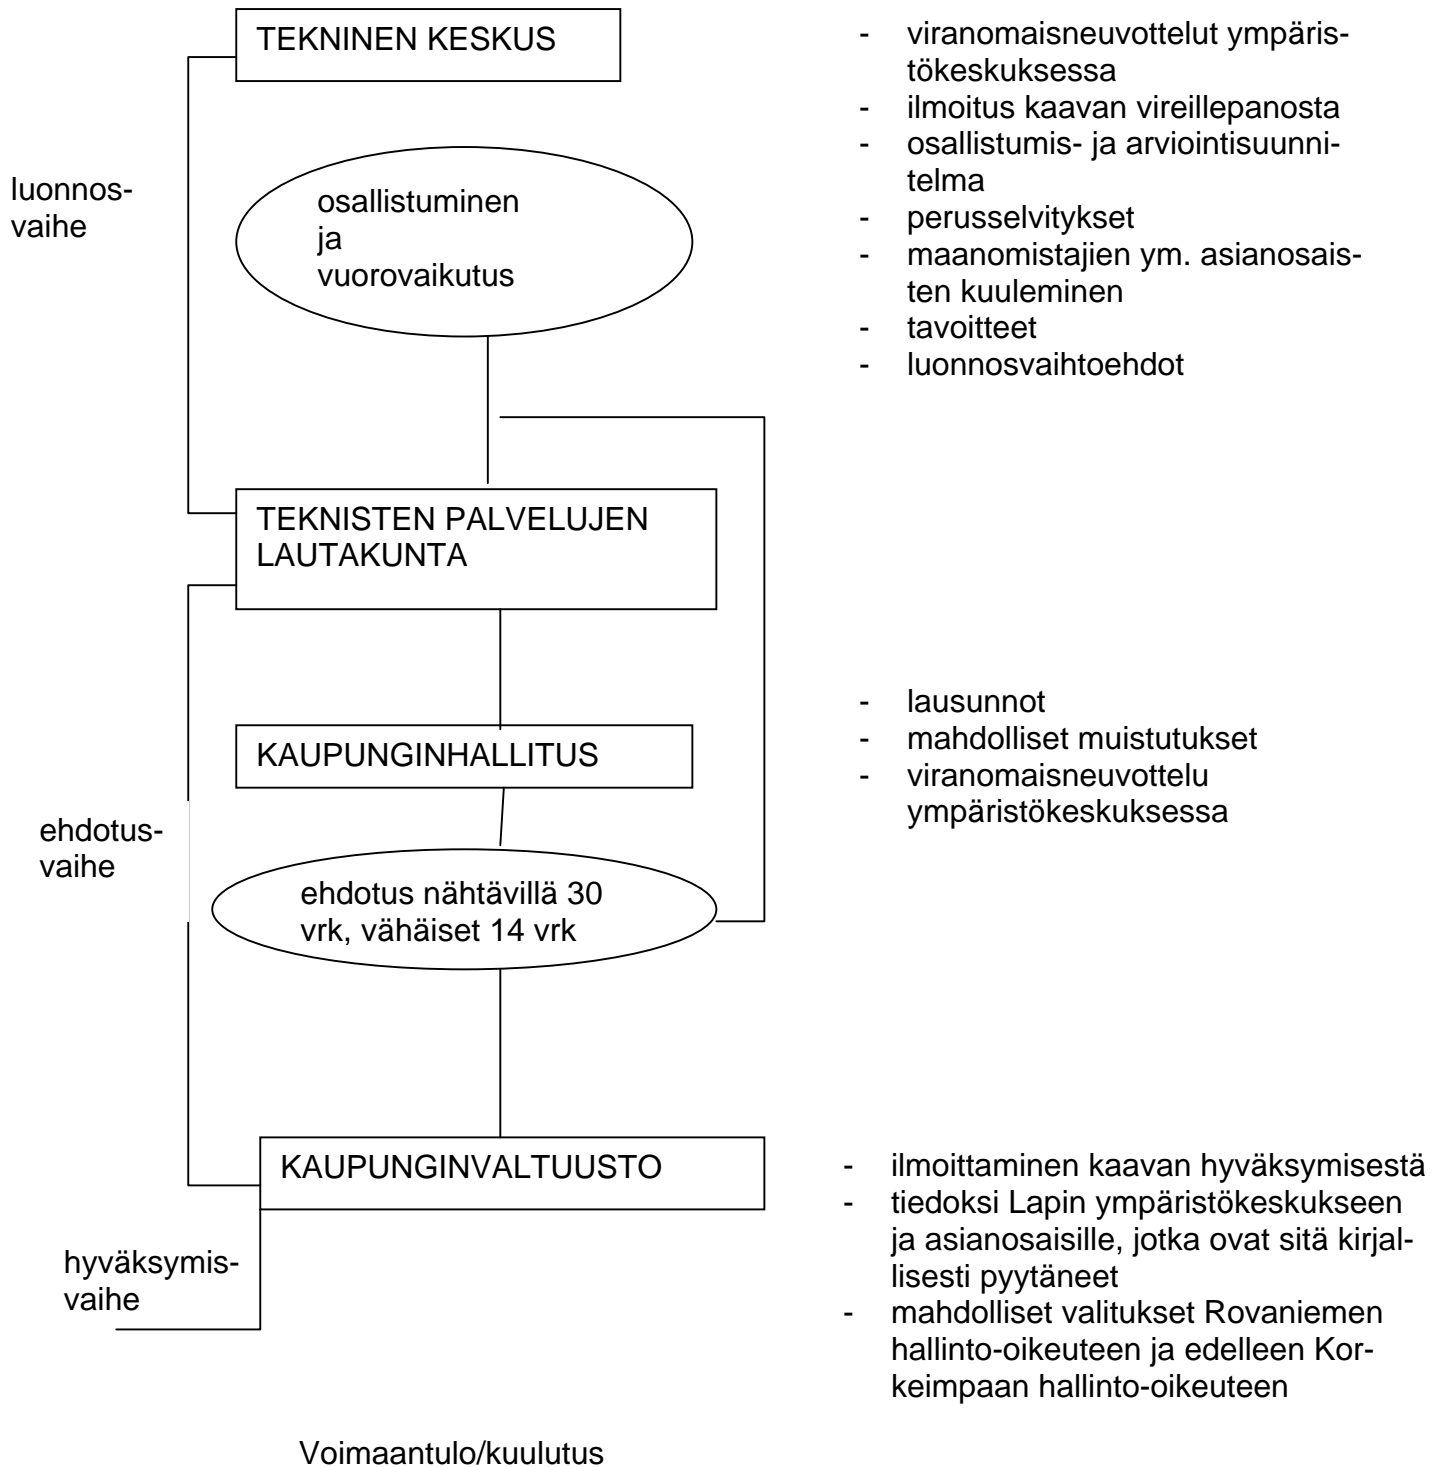 TEKNINEN KESKUS
- viranomaisneuvottelut ympäris-
tökeskuksessa
- ilmoitus kaavan vireillepanosta
- osallistumis- ja arviointisuunni-
telma
- perusselvitykset
- maanomistajien ym. asianosais-
ten kuuleminen
- tavoitteet
- luonnosvaihtoehdot
luonnos-
vaihe
osallistuminen
ja
vuorovaikutus
TEKNISTEN PALVELUJEN
LAUTAKUNTA
KAUPUNGINHALLITUS
- lausunnot
- mahdolliset muistutukset
- viranomaisneuvottelu
ympäristökeskuksessa
ehdotus-
vaihe
ehdotus nähtävillä 30
vrk, vähäiset 14 vrk
KAUPUNGINVALTUUSTO
- ilmoittaminen kaavan hyväksymisestä
- tiedoksi Lapin ympäristökeskukseen
ja asianosaisille, jotka ovat sitä kirjal-
lisesti pyytäneet
- mahdolliset valitukset Rovaniemen
hallinto-oikeuteen ja edelleen Kor-
keimpaan hallinto-oikeuteen
hyväksymis-
vaihe
Voimaantulo/kuulutus